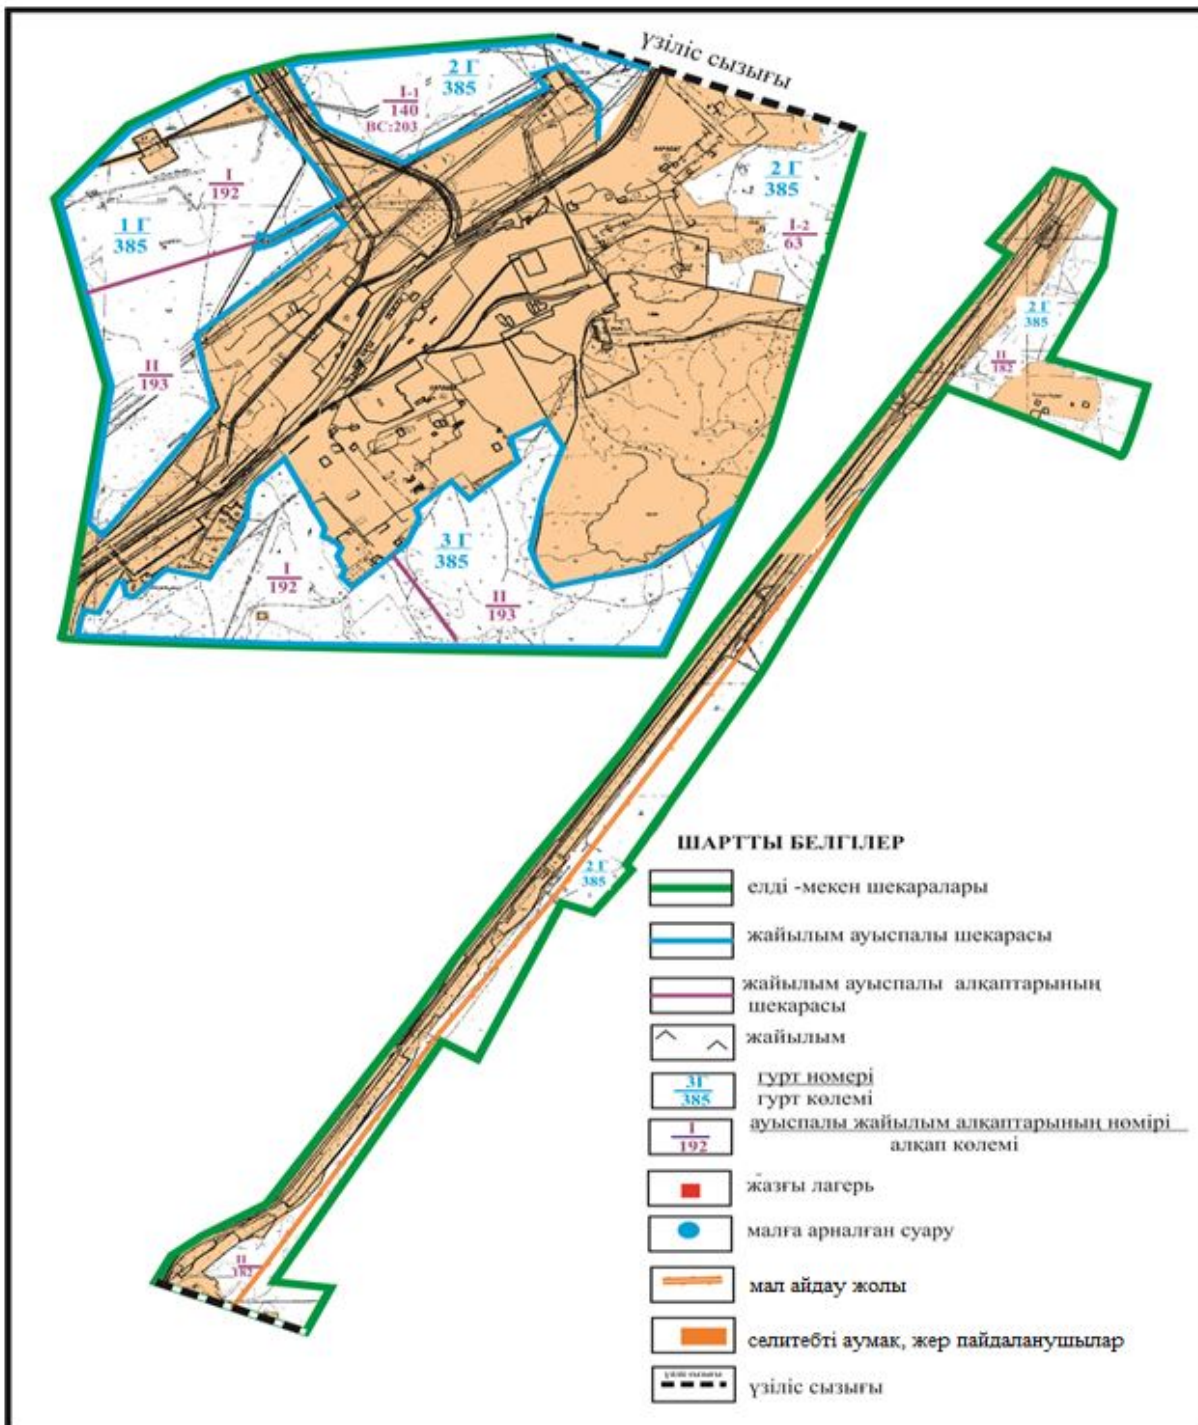 үзіліс сызығы
2 Г
385
I-1
140
ВС:203
I
192
1 Г
385
2 Г
385
I-2
63
II
193
3 Г
385
I
192
II
193
2 Г
385
II
182
2 Г
385
II
182
ШАРТТЫ БЕЛГІЛЕР
елді -мекен шекаралары
жайылым ауыспалы шекарасы
жайылым ауыспалы алқаптарының
шекарасы
жайылым
3Г
385
гурт номері
гурт көлемі
I
192
ауыспалы жайылым алқаптарының нөмірі
алқап көлемі
жазғы лагерь
малға арналған суару
мал айдау жолы
селитебті аумақ, жер пайдаланушылар
үзіліс сызығы
үзіліс сызығы